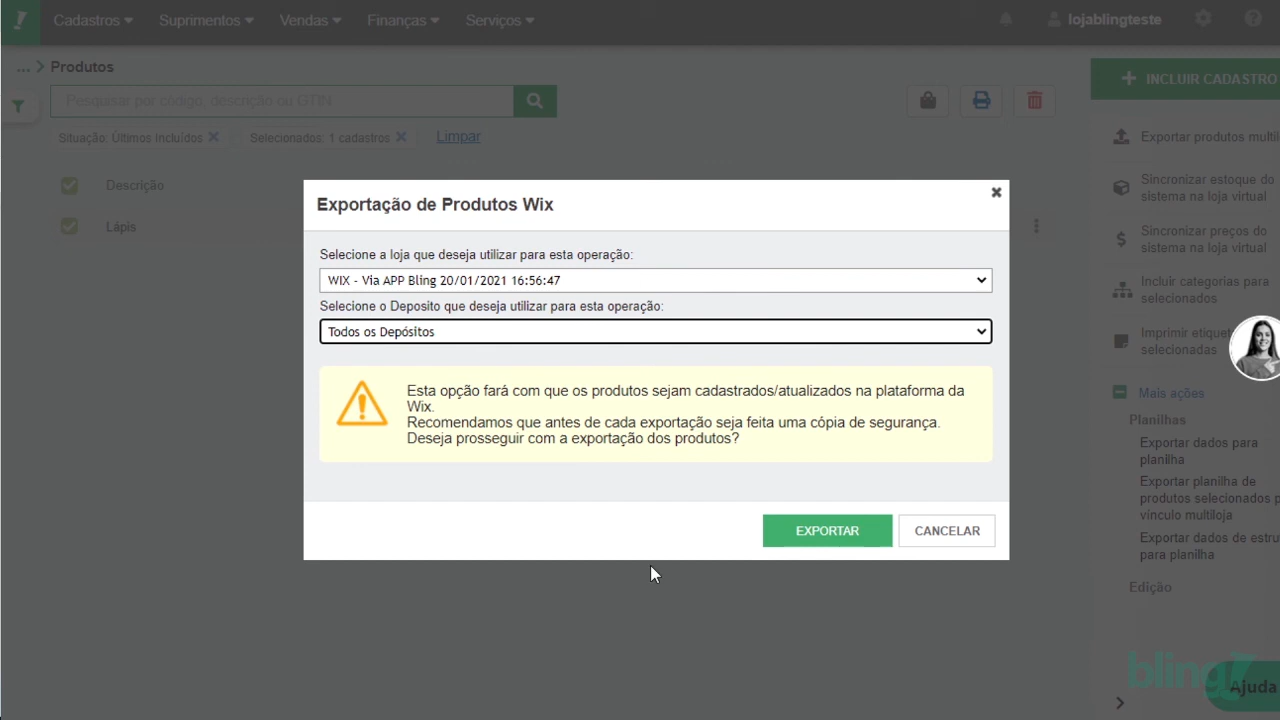 Cadastros
Suprimentos
Vendas
Finanças
Serviços
lojablingteste
... > Produtos
Pesquisar por código, descrição ou GTIN
INCLUIR CADASTRO
Situação: Últimos Incluídos
Selecionados: 1 cadastros
Limpar
Descrição
Lápis
Exportação de Produtos Wix
Selecione a loja que deseja utilizar para esta operação:
WIX - Via APP Bling 20/01/2021 16:56:47
Selecione o Deposito que deseja utilizar para esta operação:
Todos os Depósitos
Esta opção fará com que os produtos sejam cadastrados/atualizados na plataforma da
Wix.
Recomendamos que antes de cada exportação seja feita uma cópia de segurança.
Deseja prosseguir com a exportação dos produtos?
EXPORTAR
CANCELAR
Exportar produtos multil
Sincronizar estoque do
sistema na loja virtual
Sincronizar preços do
sistema na loja virtual
Incluir categorias para
selecionados
Imprimir etique
selecionadas
Mais ações
Planilhas
Exportar dados para
planilha
Exportar planilha de
produtos selecionados p
vínculo multiloja
Exportar dados de estru
para planilha
Edição
bling!
Ajuda